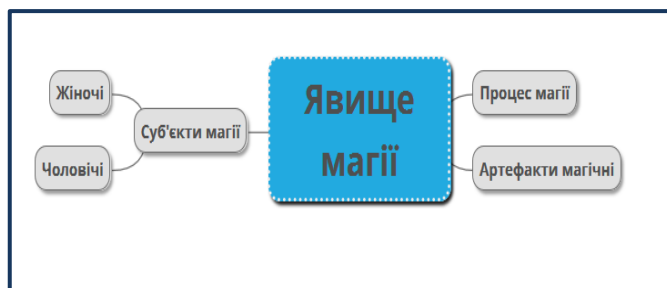 Жіночі
Чоловічі
Суб'єкти магії
Явище
магії
Процес магії
Артефакти магічні